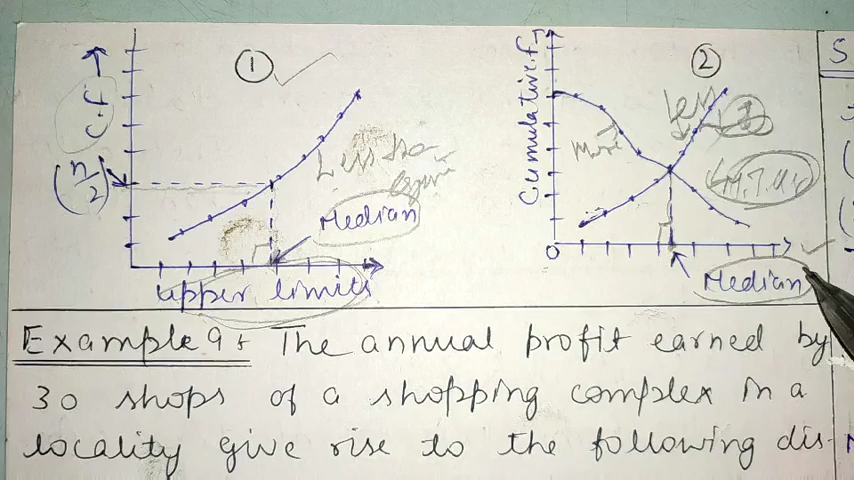 1
C.f
n/2
Less than
Median
upper limits
2
Cumulative.f
Less
More
Median
O
S
Example 9: The annual profit earned by
30 shops of a shopping complex in a
locality give rise to the following dis-